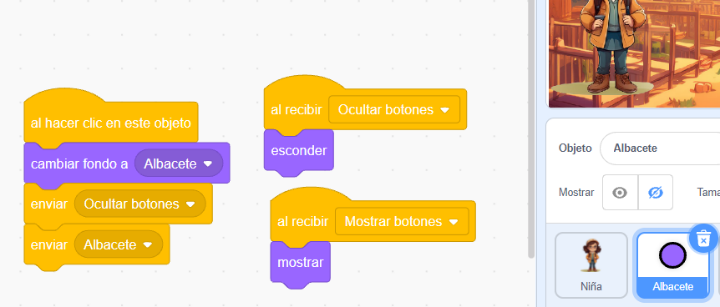 al hacer clic en este objeto
cambiar fondo a Albacete
enviar Ocultar botones
enviar Albacete
al recibir Ocultar botones
esconder
al recibir Mostrar botones
mostrar
Objeto Albacete
Mostrar Tama
Niña
Albacete